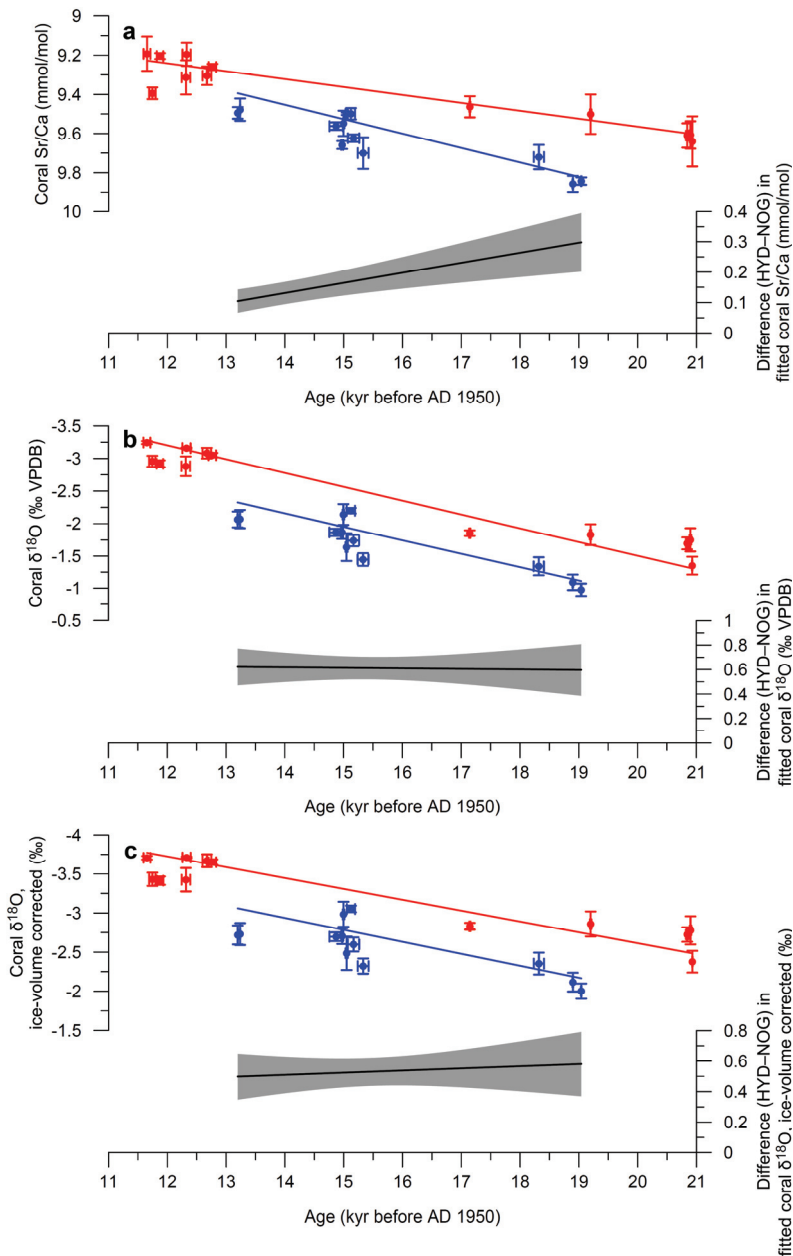 a
Coral Sr/Ca (mmol/mol)
9
9.2
9.4
9.6
9.8
10
0.4
0.3
0.2
0.1
0
Difference (HYD–NOG) in
fitted coral Sr/Ca (mmol/mol)
11 12 13 14 15 16 17 18 19 20 21
Age (kyr before AD 1950)
b
Coral δ¹⁸O (‰ VPDB)
-3.5
-3
-2.5
-2
-1.5
-1
-0.5
1
0.8
0.6
0.4
0.2
0
Difference (HYD–NOG) in
fitted coral δ¹⁸O (‰ VPDB)
11 12 13 14 15 16 17 18 19 20 21
Age (kyr before AD 1950)
c
Coral δ¹⁸O,
ice-volume corrected (‰)
-4
-3.5
-3
-2.5
-2
-1.5
0.8
0.6
0.4
0.2
0
Difference (HYD–NOG) in
fitted coral δ¹⁸O, ice-volume corrected (‰)
11 12 13 14 15 16 17 18 19 20 21
Age (kyr before AD 1950)